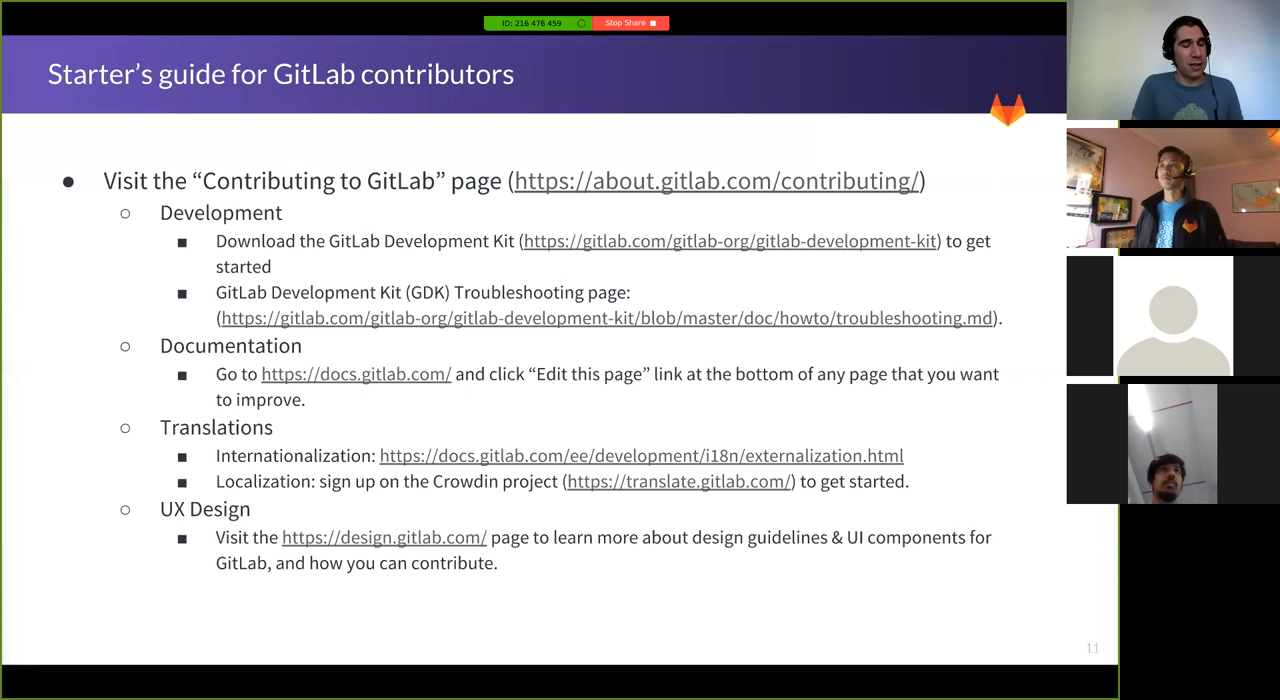 ID: 216 476 459 Stop Share
Starter’s guide for GitLab contributors
● Visit the “Contributing to GitLab” page (https://about.gitlab.com/contributing/)
○ Development
■ Download the GitLab Development Kit (https://gitlab.com/gitlab-org/gitlab-development-kit) to get
started
■ GitLab Development Kit (GDK) Troubleshooting page:
(https://gitlab.com/gitlab-org/gitlab-development-kit/blob/master/doc/howto/troubleshooting.md).
○ Documentation
■ Go to https://docs.gitlab.com/ and click “Edit this page” link at the bottom of any page that you want
to improve.
○ Translations
■ Internationalization: https://docs.gitlab.com/ee/development/i18n/externalization.html
■ Localization: sign up on the Crowdin project (https://translate.gitlab.com/) to get started.
○ UX Design
■ Visit the https://design.gitlab.com/ page to learn more about design guidelines & UI components for
GitLab, and how you can contribute.
11